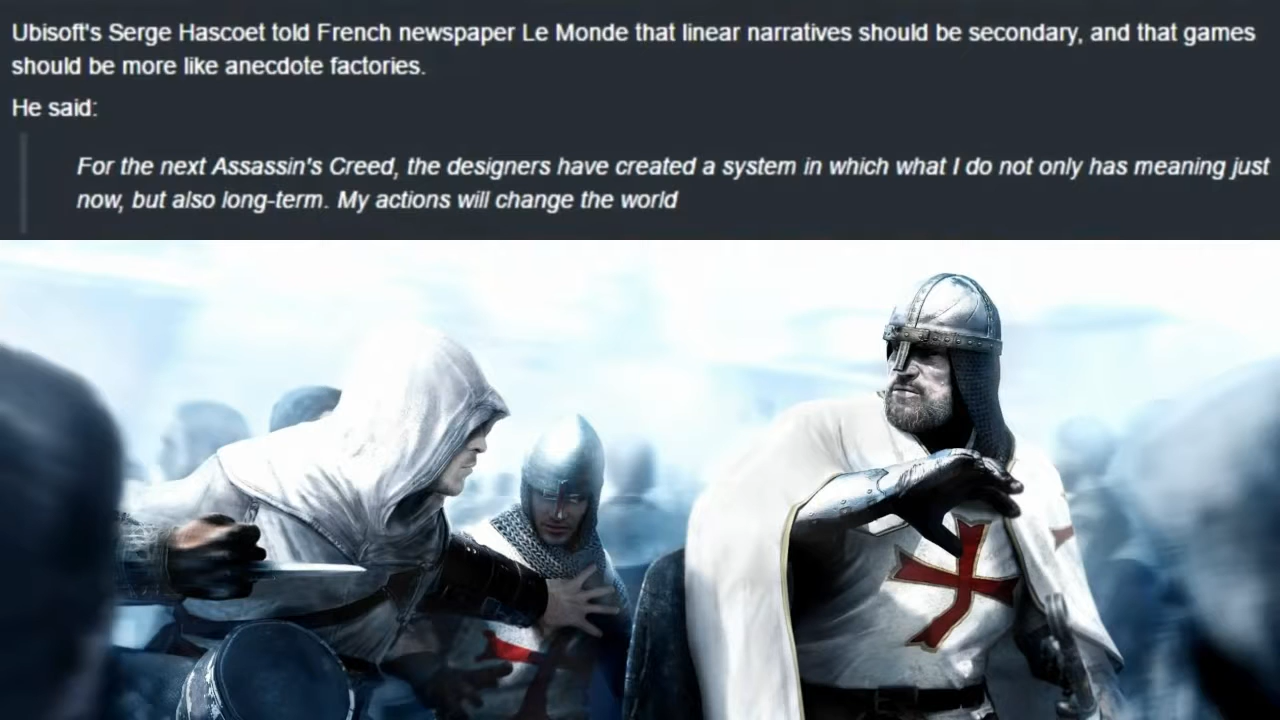 Ubisoft's Serge Hascoet told French newspaper Le Monde that linear narratives should be secondary, and that games
should be more like anecdote factories.
He said:
For the next Assassin's Creed, the designers have created a system in which what I do not only has meaning just
now, but also long-term. My actions will change the world